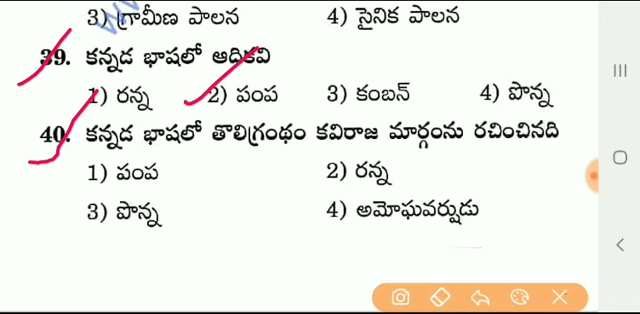 3) గ్రామీణ పాలన 4) సైనిక పాలన
39. కన్నడ భాషలో ఆదికవి
1) రన్న 2) పంప 3) కంబన్ 4) పొన్న
40. కన్నడ భాషలో తొలిగ్రంథం కవిరాజ మార్గంను రచించినది
1) పంప 2) రన్న
3) పొన్న 4) అమోఘవర్షుడు